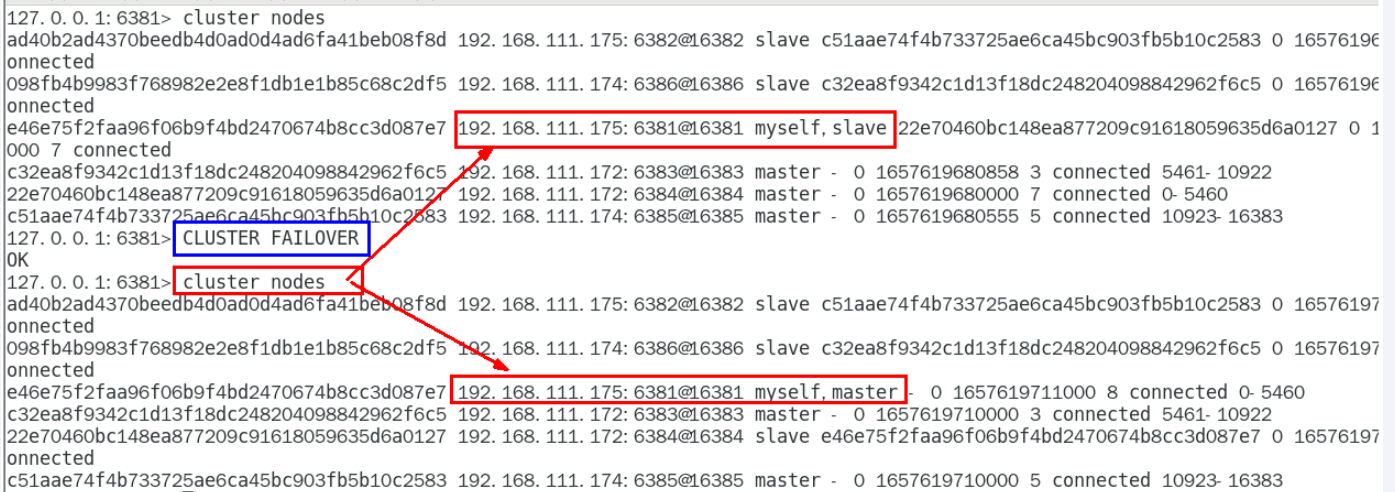 127.0.0.1:6381> cluster nodes
ad40b2ad4370beedb4d0ad0d4ad6fa41beb08f8d 192.168.111.175:6382@16382 slave c51aae74f4b733725ae6ca45bc903fb5b10c2583 0 16576196
onnected
098fb4b9983f768982e2e8f1db1e1b85c68c2df5 192.168.111.174:6386@16386 slave c32ea8f9342c1d13f18dc248204098842962f6c5 0 16576196
onnected
e46e75f2faa96f06b9f4bd2470674b8cc3d087e7 192.168.111.175:6381@16381 myself,slave 22e70460bc148ea877209c91618059635d6a0127 0 1
000 7 connected
c32ea8f9342c1d13f18dc248204098842962f6c5 192.168.111.172:6383@16383 master - 0 1657619680858 3 connected 5461-10922
22e70460bc148ea877209c91618059635d6a0127 192.168.111.172:6384@16384 master - 0 1657619680000 7 connected 0-5460
c51aae74f4b733725ae6ca45bc903fb5b10c2583 192.168.111.174:6385@16385 master - 0 1657619680555 5 connected 10923-16383
127.0.0.1:6381> CLUSTER FAILOVER
OK
127.0.0.1:6381> cluster nodes
ad40b2ad4370beedb4d0ad0d4ad6fa41beb08f8d 192.168.111.175:6382@16382 slave c51aae74f4b733725ae6ca45bc903fb5b10c2583 0 16576197
onnected
098fb4b9983f768982e2e8f1db1e1b85c68c2df5 192.168.111.174:6386@16386 slave c32ea8f9342c1d13f18dc248204098842962f6c5 0 16576197
onnected
e46e75f2faa96f06b9f4bd2470674b8cc3d087e7 192.168.111.175:6381@16381 myself,master - 0 1657619711000 8 connected 0-5460
c32ea8f9342c1d13f18dc248204098842962f6c5 192.168.111.172:6383@16383 master - 0 1657619710000 3 connected 5461-10922
22e70460bc148ea877209c91618059635d6a0127 192.168.111.172:6384@16384 slave e46e75f2faa96f06b9f4bd2470674b8cc3d087e7 0 16576197
onnected
c51aae74f4b733725ae6ca45bc903fb5b10c2583 192.168.111.174:6385@16385 master - 0 1657619710000 5 connected 10923-16383